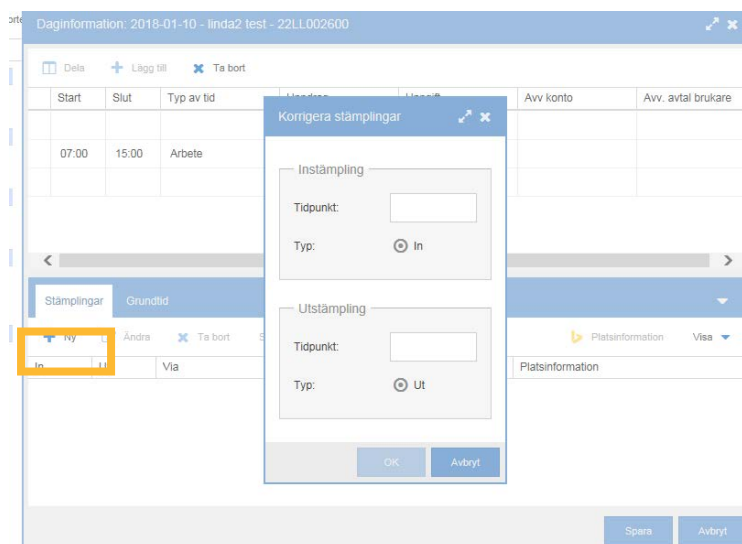 Daginformation: 2018-01-10 - linda2 test - 22LL002600
Dela Lägg till Ta bort
Start Slut Typ av tid Avv konto Avv. avtal brukare
Korrigera stämplingar
07:00 15:00 Arbete
Instämpling
Tidpunkt:
Typ: In
Stämplingar Grundtid
Utstämpling
Ny Ändra Ta bort Platsinformation Visa
Tidpunkt:
In Via Platsinformation
Typ: Ut
OK Avbryt
Spara Avbryt